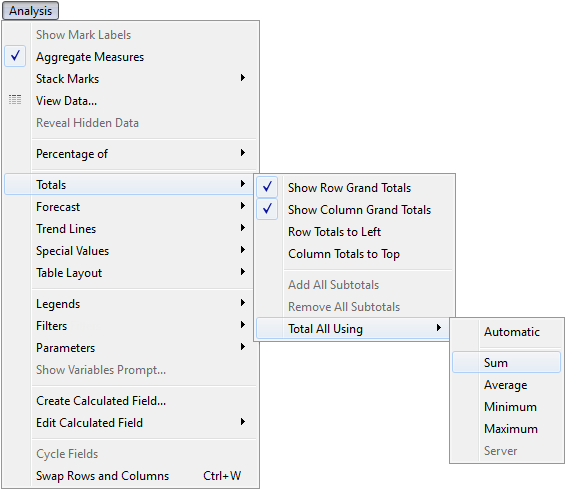 Analysis
Show Mark Labels
Aggregate Measures
Stack Marks
View Data...
Reveal Hidden Data
Percentage of
Totals
Forecast
Trend Lines
Special Values
Table Layout
Legends
Filters
Parameters
Show Variables Prompt...
Create Calculated Field...
Edit Calculated Field
Cycle Fields
Swap Rows and Columns Ctrl+W
Show Row Grand Totals
Show Column Grand Totals
Row Totals to Left
Column Totals to Top
Add All Subtotals
Remove All Subtotals
Total All Using
Automatic
Sum
Average
Minimum
Maximum
Server